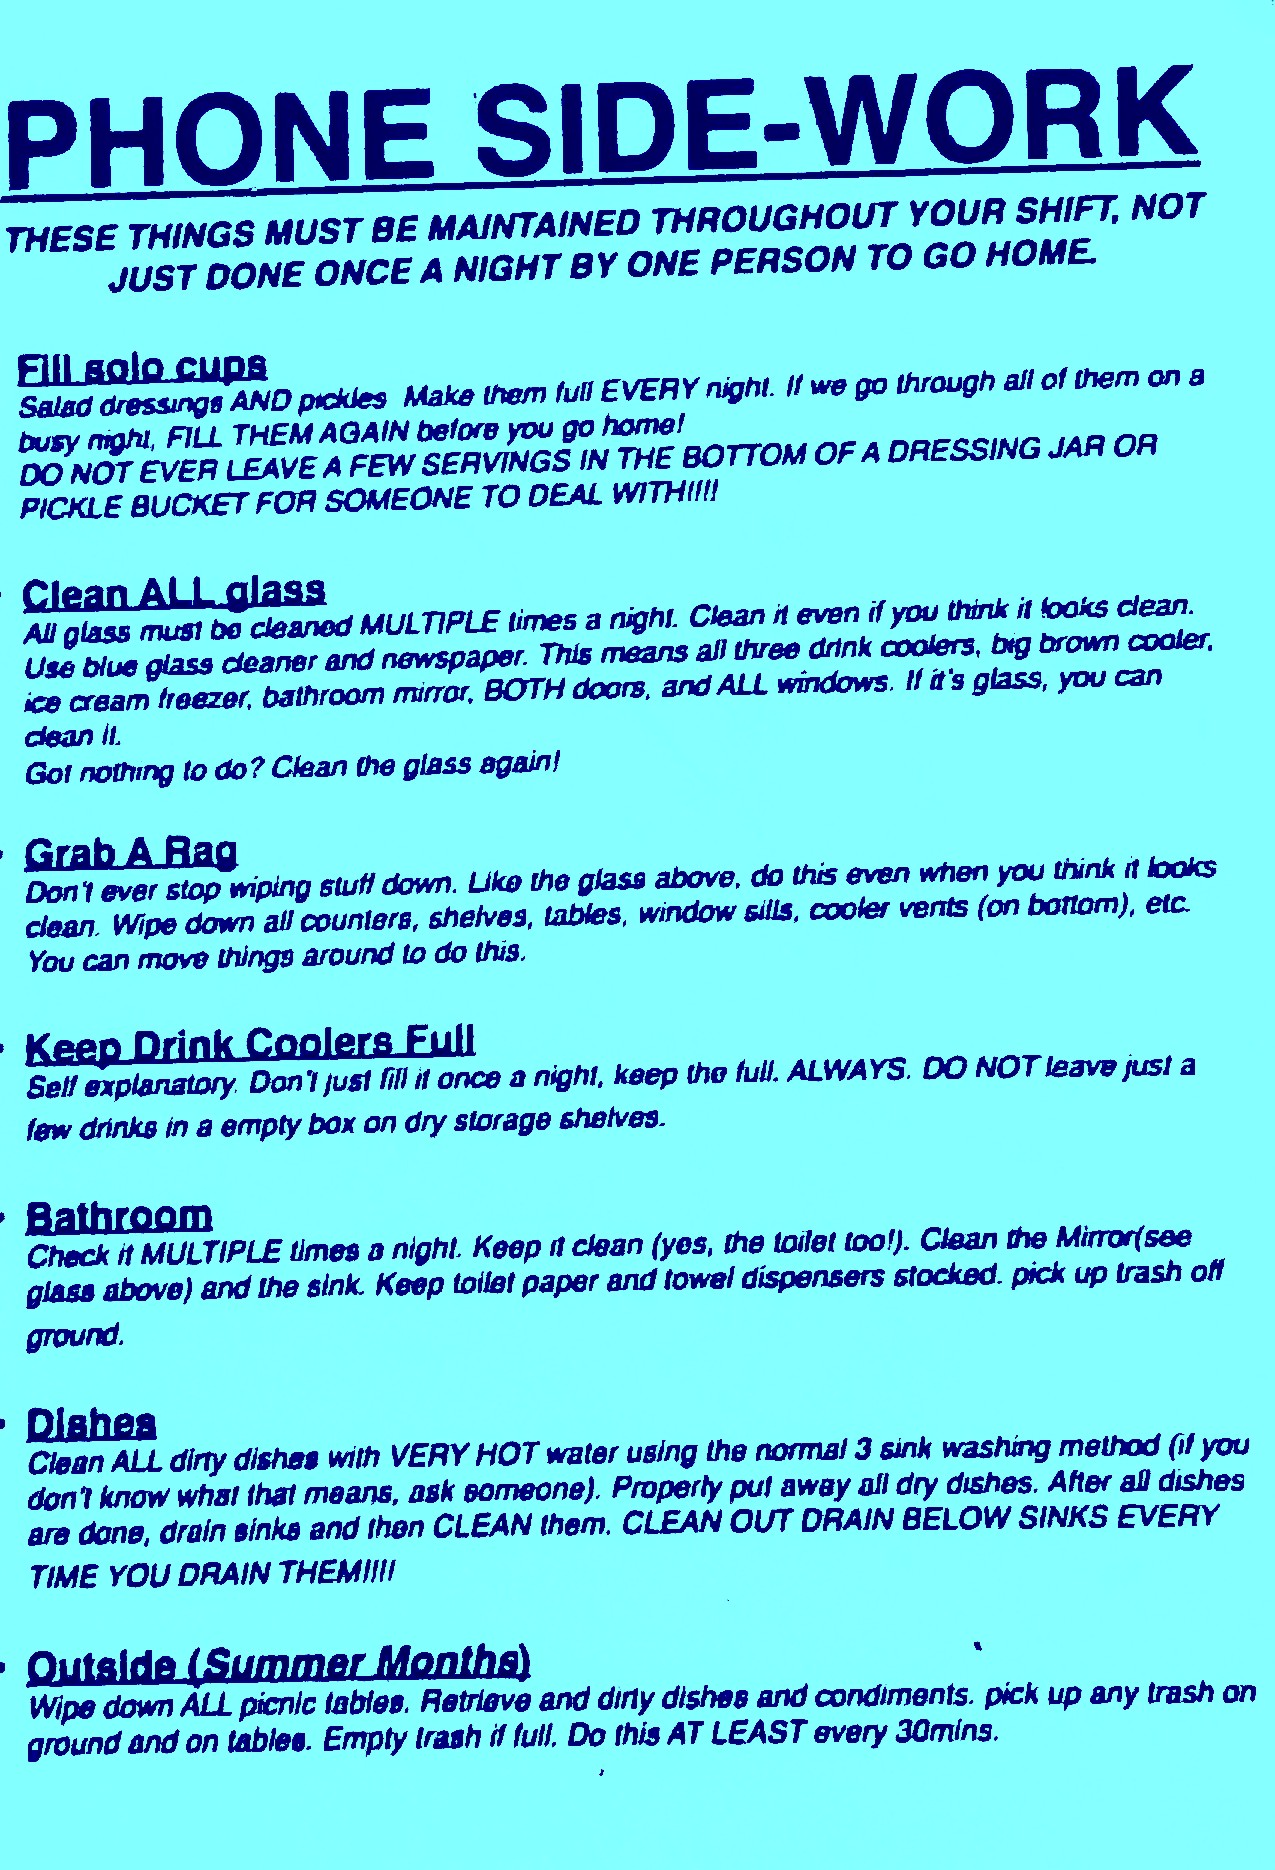 PHONE SIDE-WORK
THESE THINGS MUST BE MAINTAINED THROUGHOUT YOUR SHIFT, NOT
JUST DONE ONCE A NIGHT BY ONE PERSON TO GO HOME.
Fill solo cups
Salad dressings AND pickles Make them full EVERY night. If we go through all of them on a
busy night, FILL THEM AGAIN before you go home!
DO NOT EVER LEAVE A FEW SERVINGS IN THE BOTTOM OF A DRESSING JAR OR
PICKLE BUCKET FOR SOMEONE TO DEAL WITH!!!!
• Clean ALL glass
All glass must be cleaned MULTIPLE times a night. Clean it even if you think it looks clean.
Use blue glass cleaner and newspaper. This means all three drink coolers, big brown cooler,
ice cream freezer, bathroom mirror, BOTH doors, and ALL windows. If it's glass, you can
clean it.
Got nothing to do? Clean the glass again!
• Grab A Rag
Don't ever stop wiping stuff down. Like the glass above, do this even when you think it looks
clean. Wipe down all counters, shelves, tables, window sills, cooler vents (on bottom), etc.
You can move things around to do this.
• Keep Drink Coolers Full
Self explanatory. Don't just fill it once a night, keep the full. ALWAYS. DO NOT leave just a
few drinks in a empty box on dry storage shelves.
• Bathroom
Check it MULTIPLE times a night. Keep it clean (yes, the toilet too!). Clean the Mirror(see
glass above) and the sink. Keep toilet paper and towel dispensers stocked. pick up trash off
ground.
• Dishes
Clean ALL dirty dishes with VERY HOT water using the normal 3 sink washing method (if you
don't know what that means, ask someone). Properly put away all dry dishes. After all dishes
are done, drain sinks and then CLEAN them. CLEAN OUT DRAIN BELOW SINKS EVERY
TIME YOU DRAIN THEM!!!!
• Outside (Summer Months)
Wipe down ALL picnic tables. Retrieve and dirty dishes and condiments. pick up any trash on
ground and on tables. Empty trash if full. Do this AT LEAST every 30mins.